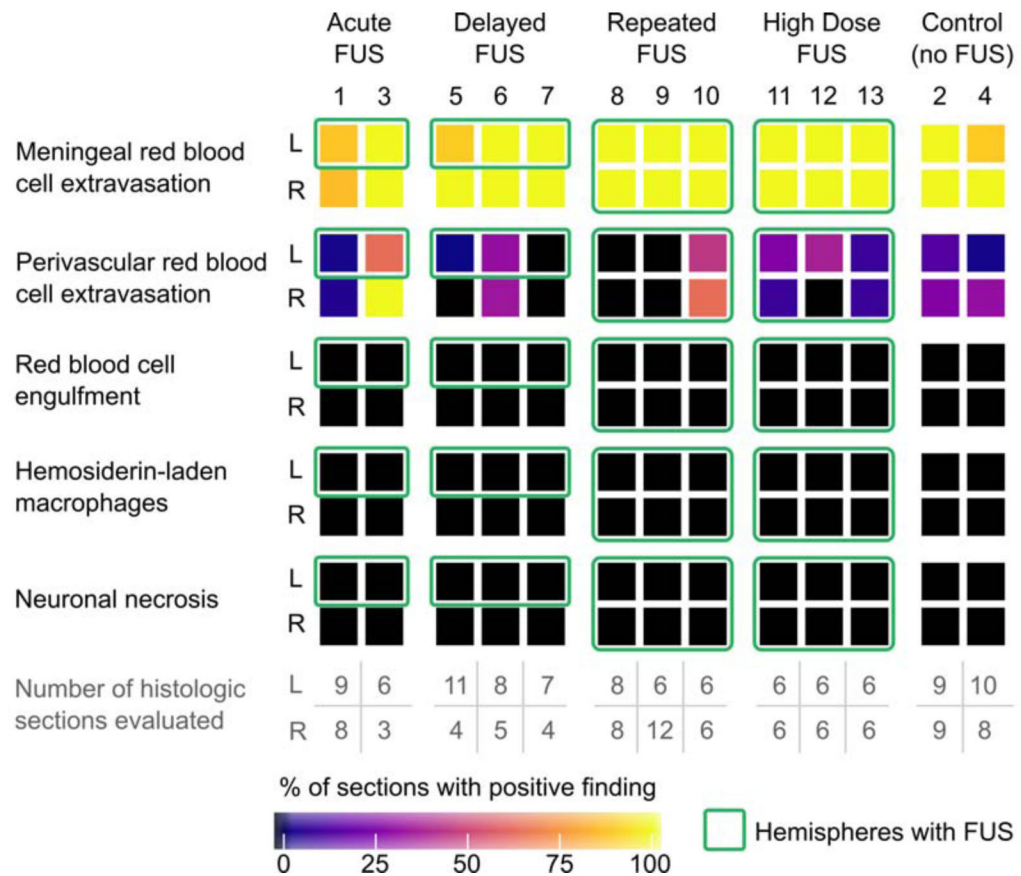 Acute Delayed Repeated High Dose Control
FUS FUS FUS FUS (no FUS)
1 3 5 6 7 8 9 10 11 12 13 2 4
Meningeal red blood
cell extravasation
L
R
Perivascular red blood
cell extravasation
L
R
Red blood cell
engulfment
L
R
Hemosiderin-laden
macrophages
L
R
Neuronal necrosis
L
R
Number of histologic
sections evaluated
L 9 6 11 8 7 8 6 6 6 6 6 9 10
R 8 3 4 5 4 8 12 6 6 6 6 9 8
% of sections with positive finding
0 25 50 75 100
Hemispheres with FUS